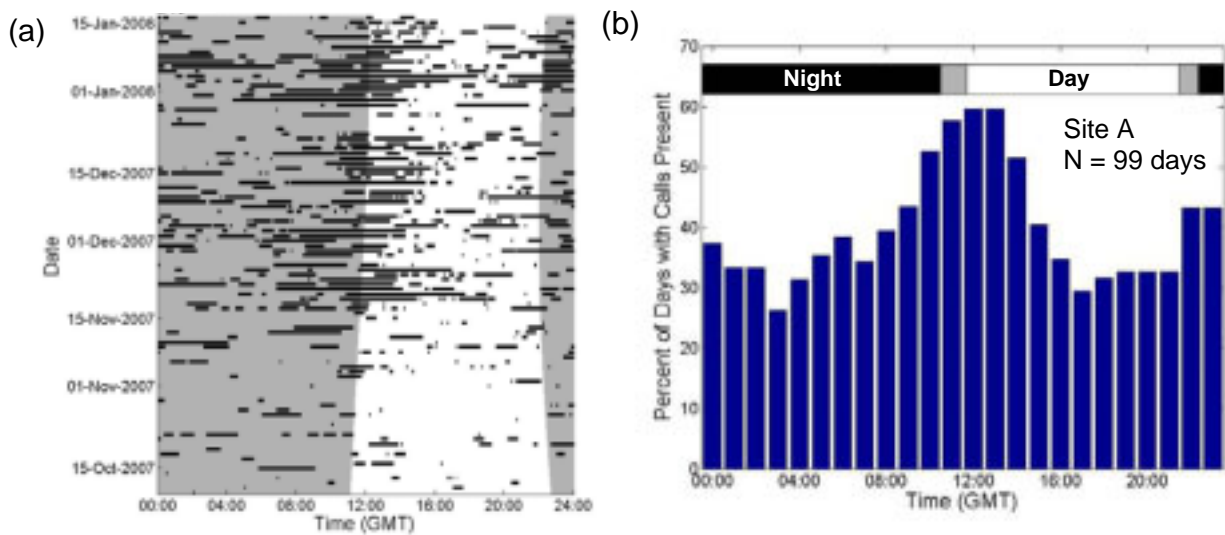 (a)
15-Jan-2008
01-Jan-2008
15-Dec-2007
01-Dec-2007
15-Nov-2007
01-Nov-2007
15-Oct-2007
Date
00:00 04:00 08:00 12:00 16:00 20:00 24:00
Time (GMT)
(b)
70
60
50
40
30
20
10
0
Percent of Days with Calls Present
Night Day
Site A
N = 99 days
00:00 04:00 08:00 12:00 16:00 20:00
Time (GMT)